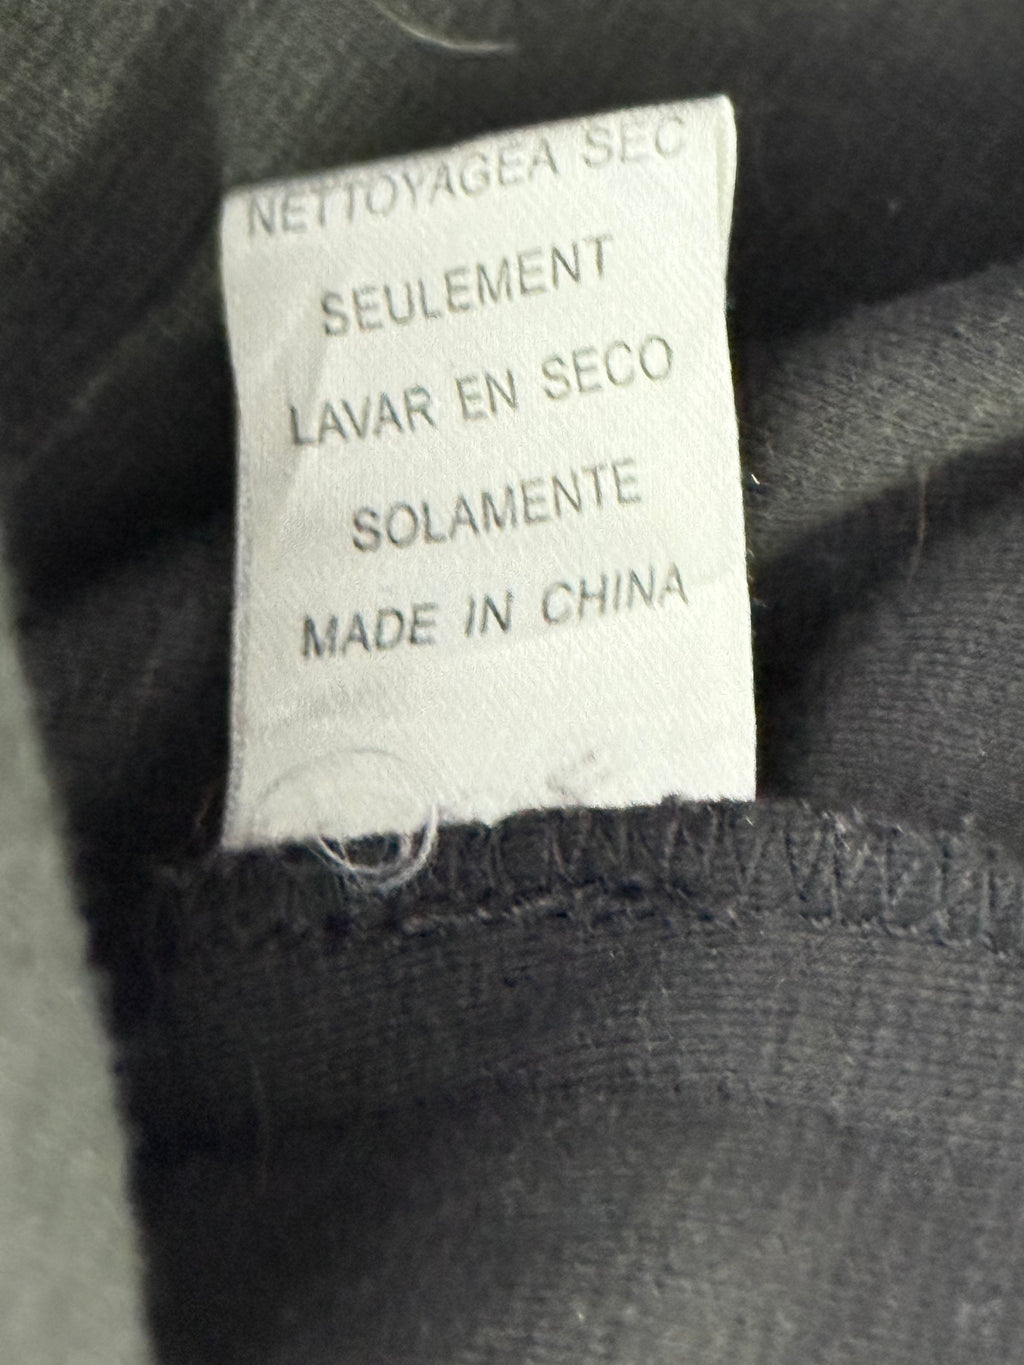 NETTOYAGEA SEC
SEULEMENT
LAVAR EN SECO
SOLAMENTE
MADE IN CHINA